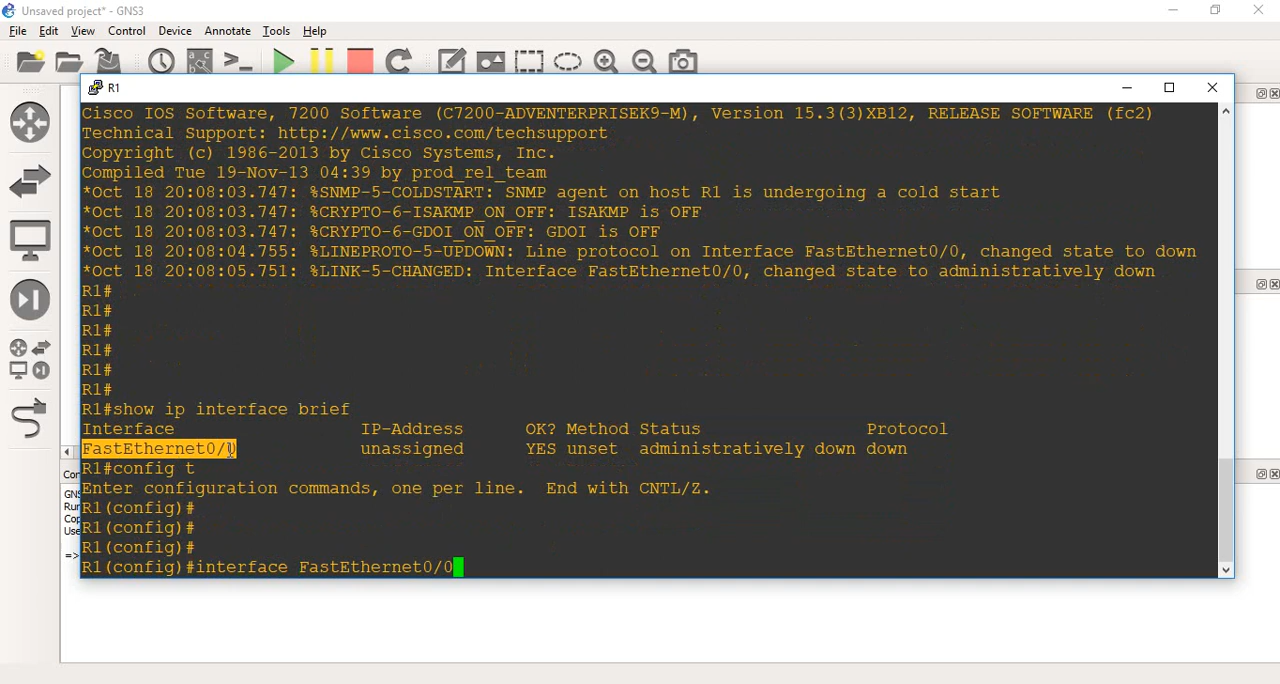 Unsaved project* - GNS3
File Edit View Control Device Annotate Tools Help
R1
Cisco IOS Software, 7200 Software (C7200-ADVENTERPRISEK9-M), Version 15.3(3)XB12, RELEASE SOFTWARE (fc2)
Technical Support: http://www.cisco.com/techsupport
Copyright (c) 1986-2013 by Cisco Systems, Inc.
Compiled Tue 19-Nov-13 04:39 by prod_rel_team
*Oct 18 20:08:03.747: %SNMP-5-COLDSTART: SNMP agent on host R1 is undergoing a cold start
*Oct 18 20:08:03.747: %CRYPTO-6-ISAKMP_ON_OFF: ISAKMP is OFF
*Oct 18 20:08:03.747: %CRYPTO-6-GDOI_ON_OFF: GDOI is OFF
*Oct 18 20:08:04.755: %LINEPROTO-5-UPDOWN: Line protocol on Interface FastEthernet0/0, changed state to down
*Oct 18 20:08:05.751: %LINK-5-CHANGED: Interface FastEthernet0/0, changed state to administratively down
R1#
R1#
R1#
R1#
R1#
R1#
R1#show ip interface brief
Interface IP-Address OK? Method Status Protocol
FastEthernet0/0 unassigned YES unset administratively down down
R1#config t
Enter configuration commands, one per line. End with CNTL/Z.
R1(config)#
R1(config)#
R1(config)#
R1(config)#interface FastEthernet0/0
Con
GNS
Run
Cop
Use
=>